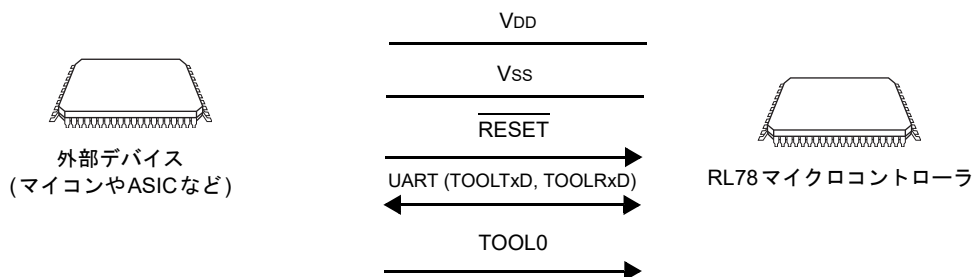 VDD
VSS
RESET
外部デバイス
(マイコンやASICなど)
UART (TOOLTxD, TOOLRxD)
RL78マイクロコントローラ
TOOL0